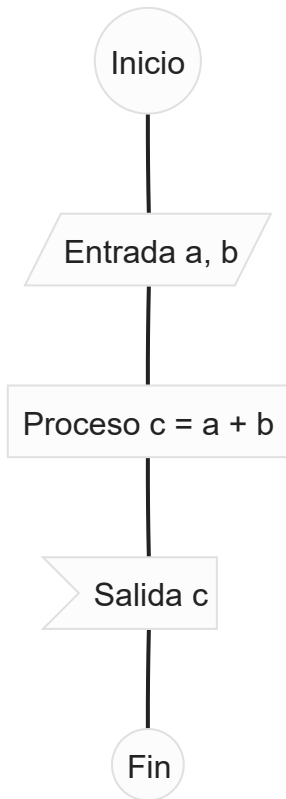 Inicio
Entrada a, b
Proceso c = a + b
Salida c
Fin